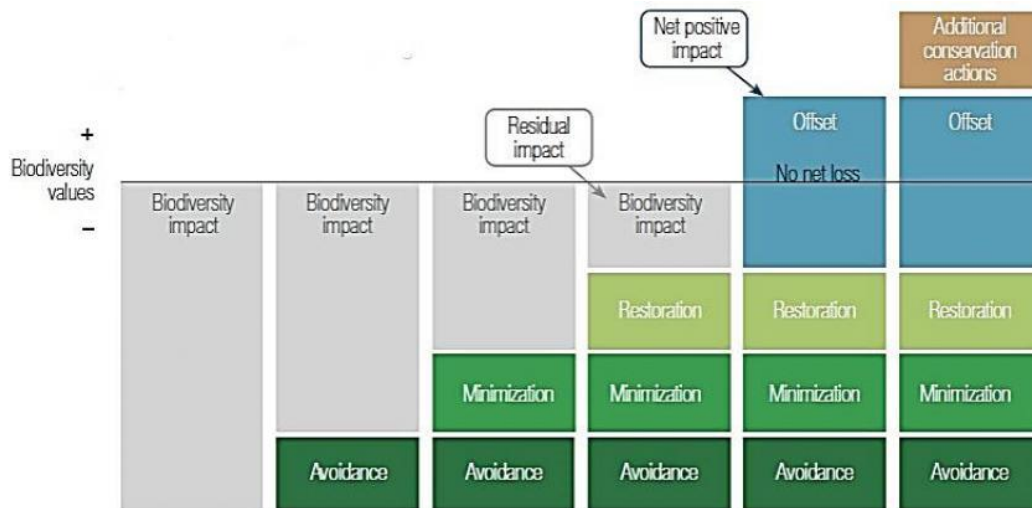 Net positive
impact
Additional
conservation
actions
Residual
impact
Offset
Offset
+
Biodiversity
values
–
No net loss
Biodiversity
impact
Biodiversity
impact
Biodiversity
impact
Biodiversity
impact
Restoration
Restoration
Restoration
Minimization
Minimization
Minimization
Minimization
Avoidance
Avoidance
Avoidance
Avoidance
Avoidance